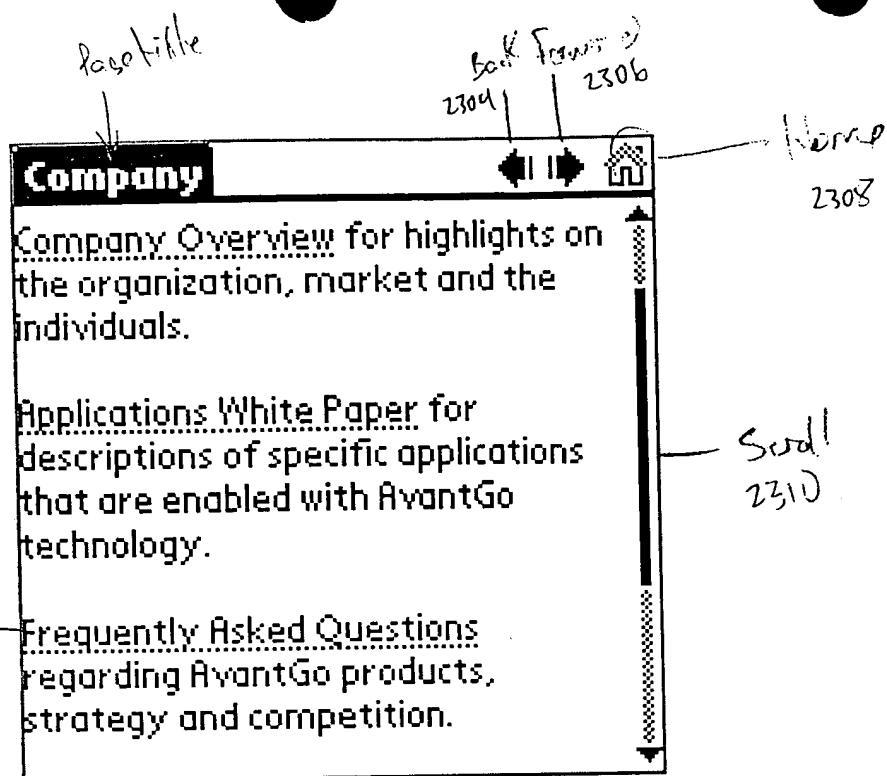 Page title
Back Forward
2304
2306
Home
2308
Company
Company Overview for highlights on
the organization, market and the
individuals.
Applications White Paper for
descriptions of specific applications
that are enabled with AvantGo
technology.
Scroll
2310
Frequently Asked Questions
regarding AvantGo products,
strategy and competition.